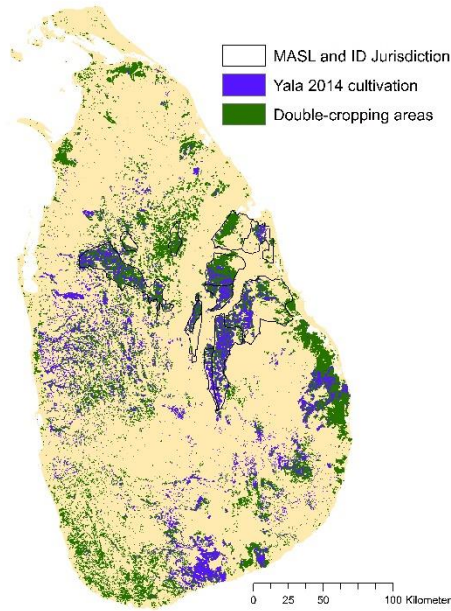 MASL and ID Jurisdiction
Yala 2014 cultivation
Double-cropping areas
0 25 50 100 Kilometer